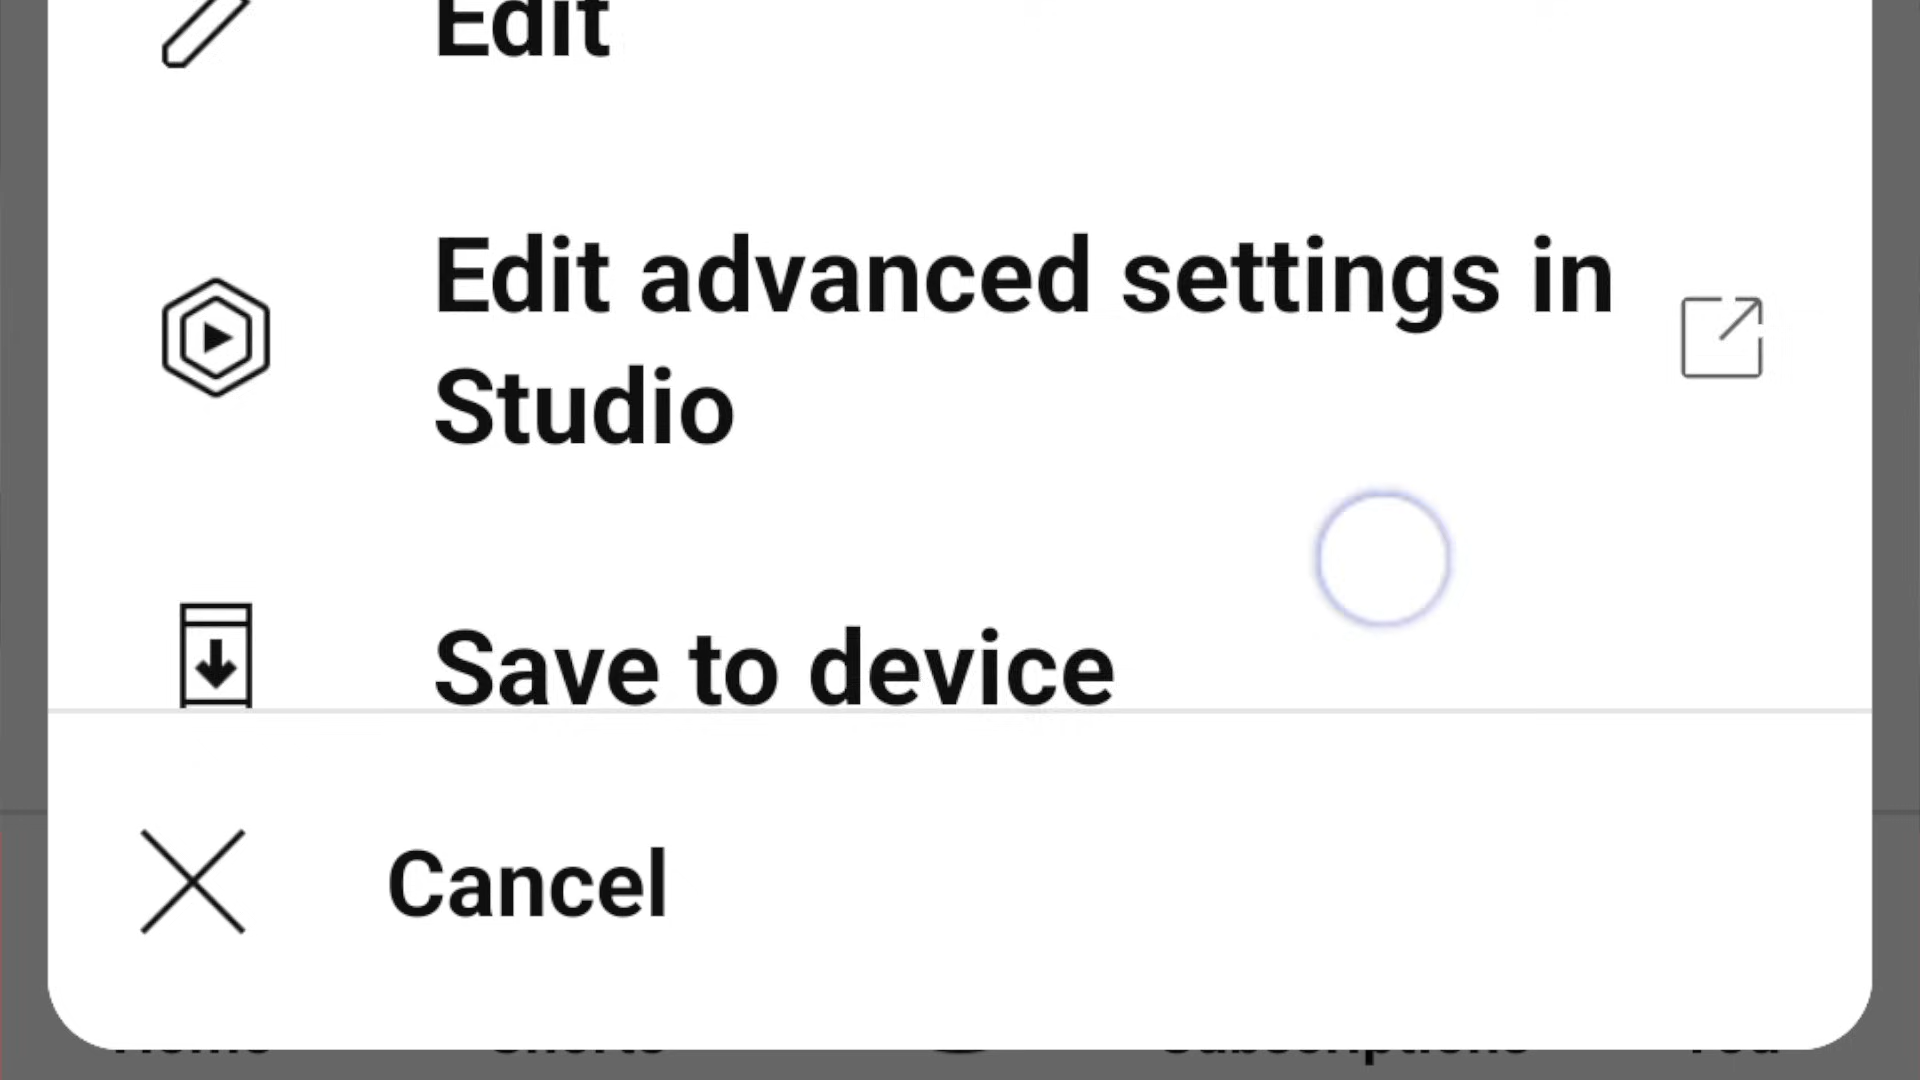 Edit
Edit advanced settings in
Studio
Save to device
Cancel